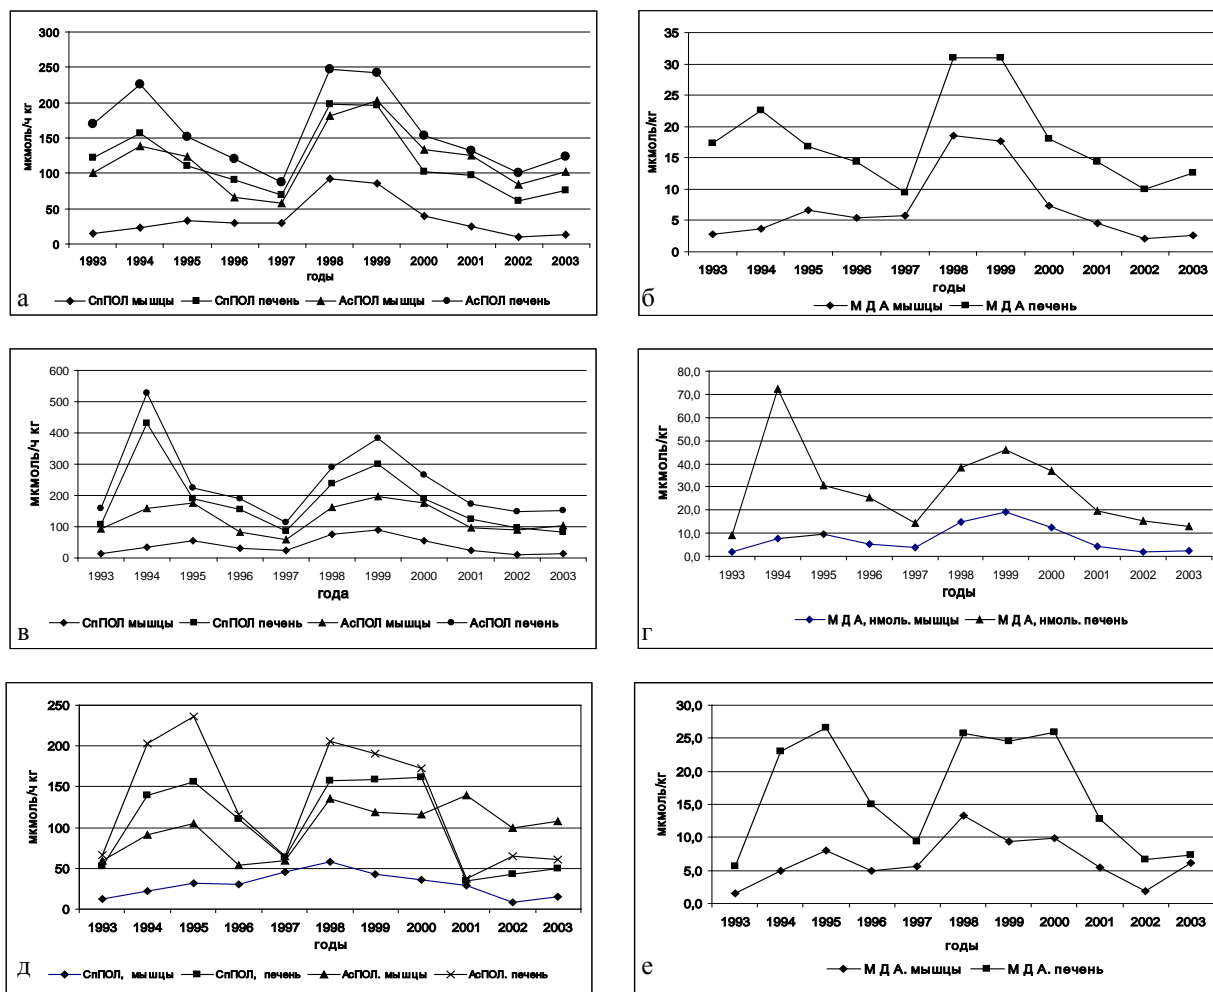 300
250
200
150
100
50
0
мкмоль/ч кг
1993 1994 1995 1996 1997 1998 1999 2000 2001 2002 2003
годы
СпПОЛ мышцы СпПОЛ печень АсПОЛ мышцы АсПОЛ печень
а
35
30
25
20
15
10
5
0
мкмоль/кг
1993 1994 1995 1996 1997 1998 1999 2000 2001 2002 2003
годы
М Д А мышцы М Д А печень
б
600
500
400
300
200
100
0
мкмоль/ч кг
1993 1994 1995 1996 1997 1998 1999 2000 2001 2002 2003
года
СпПОЛ мышцы СпПОЛ печень АсПОЛ мышцы АсПОЛ печень
в
80,0
70,0
60,0
50,0
40,0
30,0
20,0
10,0
0,0
мкмоль/кг
1993 1994 1995 1996 1997 1998 1999 2000 2001 2002 2003
годы
М Д А, нмоль. мышцы М Д А, нмоль. печень
г
250
200
150
100
50
0
мкмоль/ч кг
1993 1994 1995 1996 1997 1998 1999 2000 2001 2002 2003
годы
СпПОЛ, мышцы СпПОЛ, печень АсПОЛ. мышцы АсПОЛ. печень
д
30,0
25,0
20,0
15,0
10,0
5,0
0,0
мкмоль/кг
1993 1994 1995 1996 1997 1998 1999 2000 2001 2002 2003
годы
М Д А. мышцы М Д А. печень
е